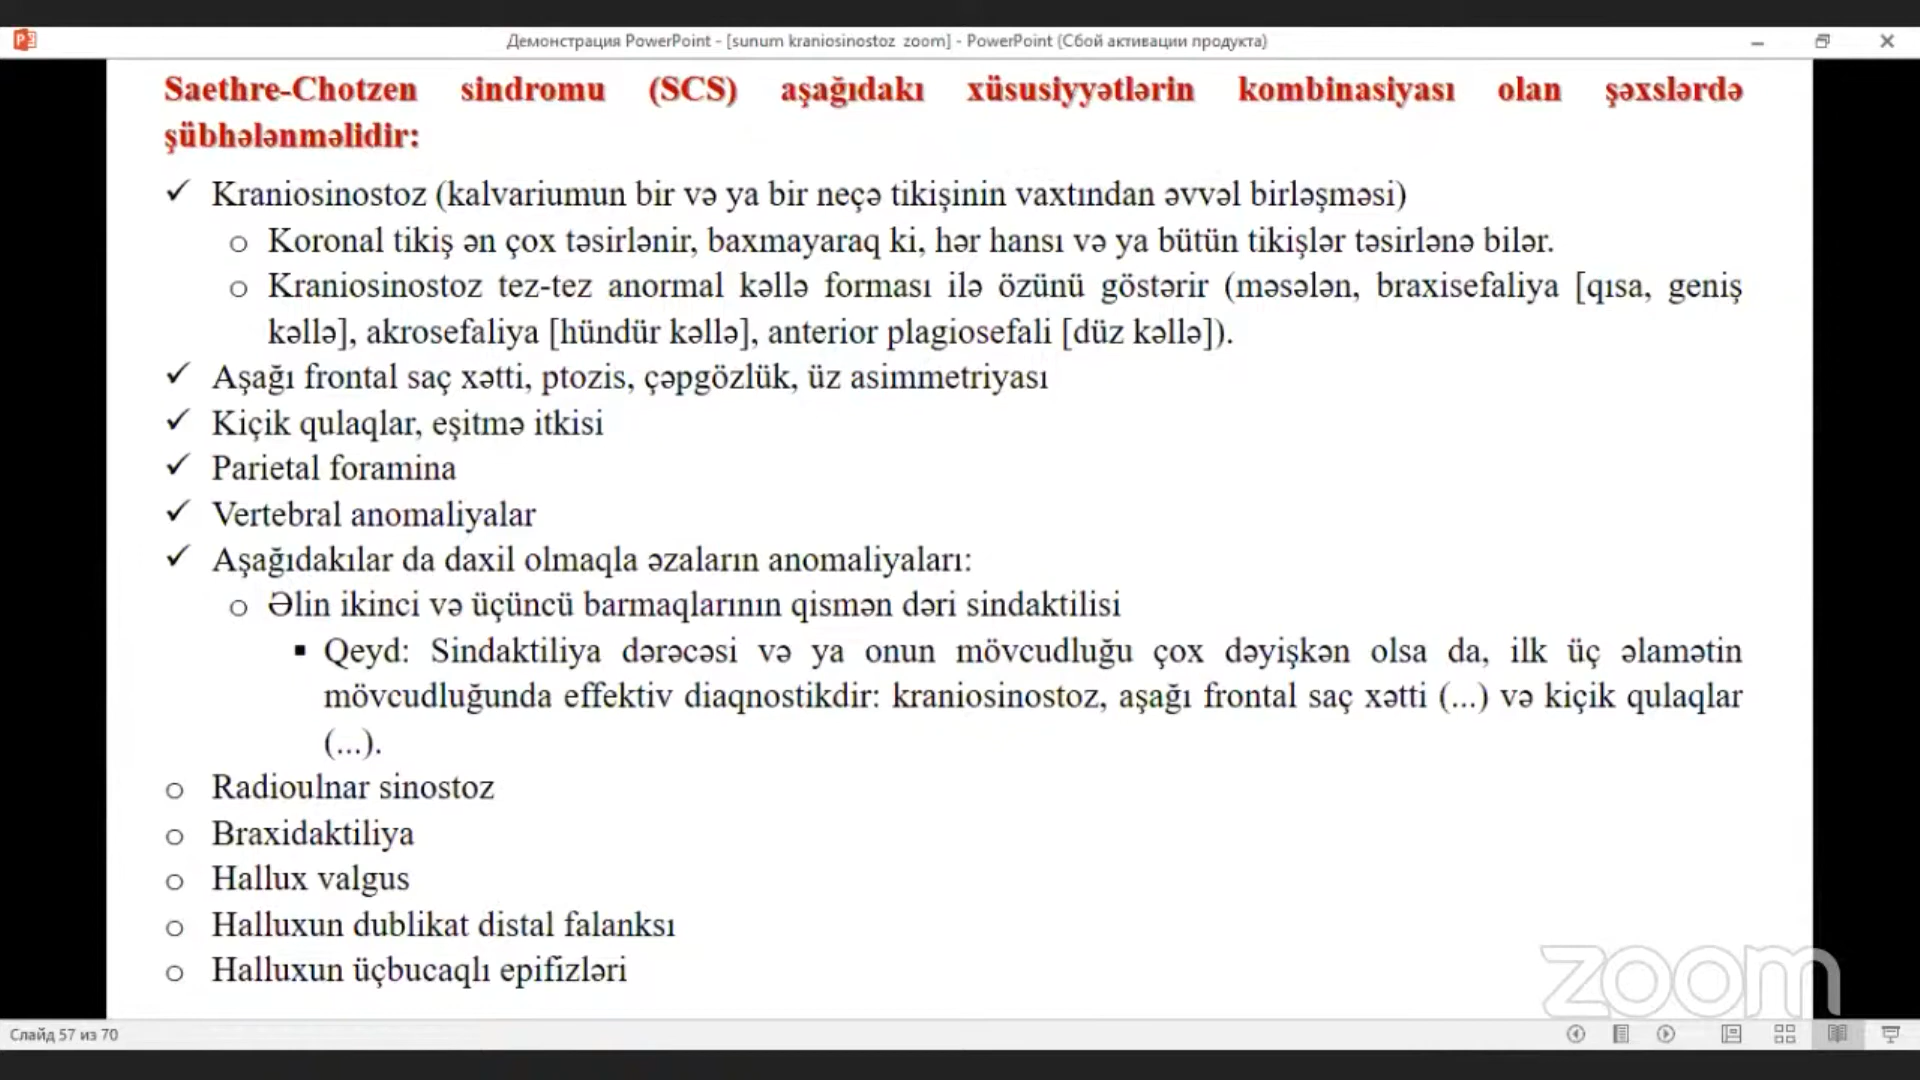 Демонстрация PowerPoint - [sunum kraniosinostoz zoom] - PowerPoint (Сбой активации продукта)
Saethre-Chotzen sindromu (SCS) aşağıdakı xüsusiyyətlərin kombinasiyası olan şəxslərdə
şübhələnməlidir:
✓ Kraniosinostoz (kalvariumun bir və ya bir neçə tikişinin vaxtından əvvəl birləşməsi)
o Koronal tikiş ən çox təsirlənir, baxmayaraq ki, hər hansı və ya bütün tikişlər təsirlənə bilər.
o Kraniosinostoz tez-tez anormal kəllə forması ilə özünü göstərir (məsələn, braxisefaliya [qısa, geniş
kəllə], akrosefaliya [hündür kəllə], anterior plagiosefali [düz kəllə]).
✓ Aşağı frontal saç xətti, ptozis, çəpgözlük, üz asimmetriyası
✓ Kiçik qulaqlar, eşitmə itkisi
✓ Parietal foramina
✓ Vertebral anomaliyalar
✓ Aşağıdakılar da daxil olmaqla əzaların anomaliyaları:
o Əlin ikinci və üçüncü barmaqlarının qismən dəri sindaktilisi
▪ Qeyd: Sindaktiliya dərəcəsi və ya onun mövcudluğu çox dəyişkən olsa da, ilk üç əlamətin
mövcudluğunda effektiv diaqnostikdir: kraniosinostoz, aşağı frontal saç xətti (...) və kiçik qulaqlar
(...).
o Radioulnar sinostoz
o Braxidaktiliya
o Hallux valgus
o Halluxun dublikat distal falanksı
o Halluxun üçbucaqlı epifizləri
zoom
Слайд 57 из 70